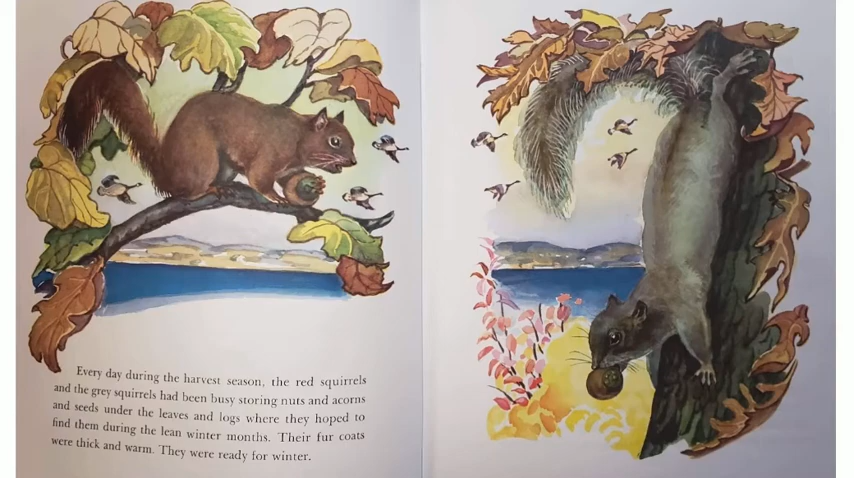 Every day during the harvest season, the red squirrels
and the grey squirrels had been busy storing nuts and acorns
and seeds under the leaves and logs where they hoped to
find them during the lean winter months. Their fur coats
were thick and warm. They were ready for winter.